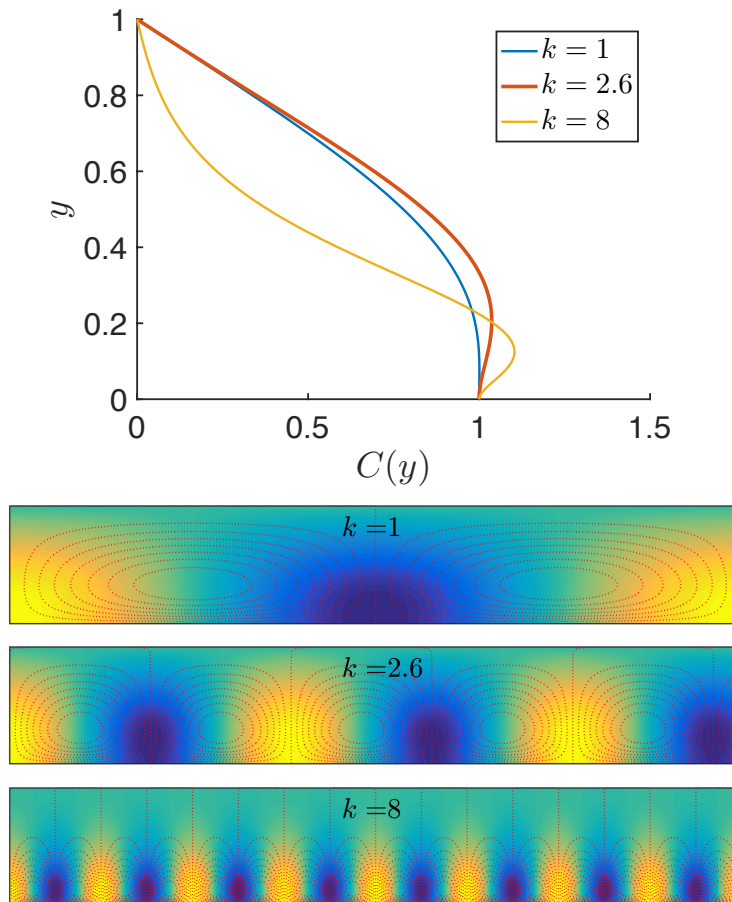 1
0.8
0.6
0.4
0.2
0
y
0
0.5
1
1.5
C(y)
k = 1
k = 2.6
k = 8
k =1
k =2.6
k =8